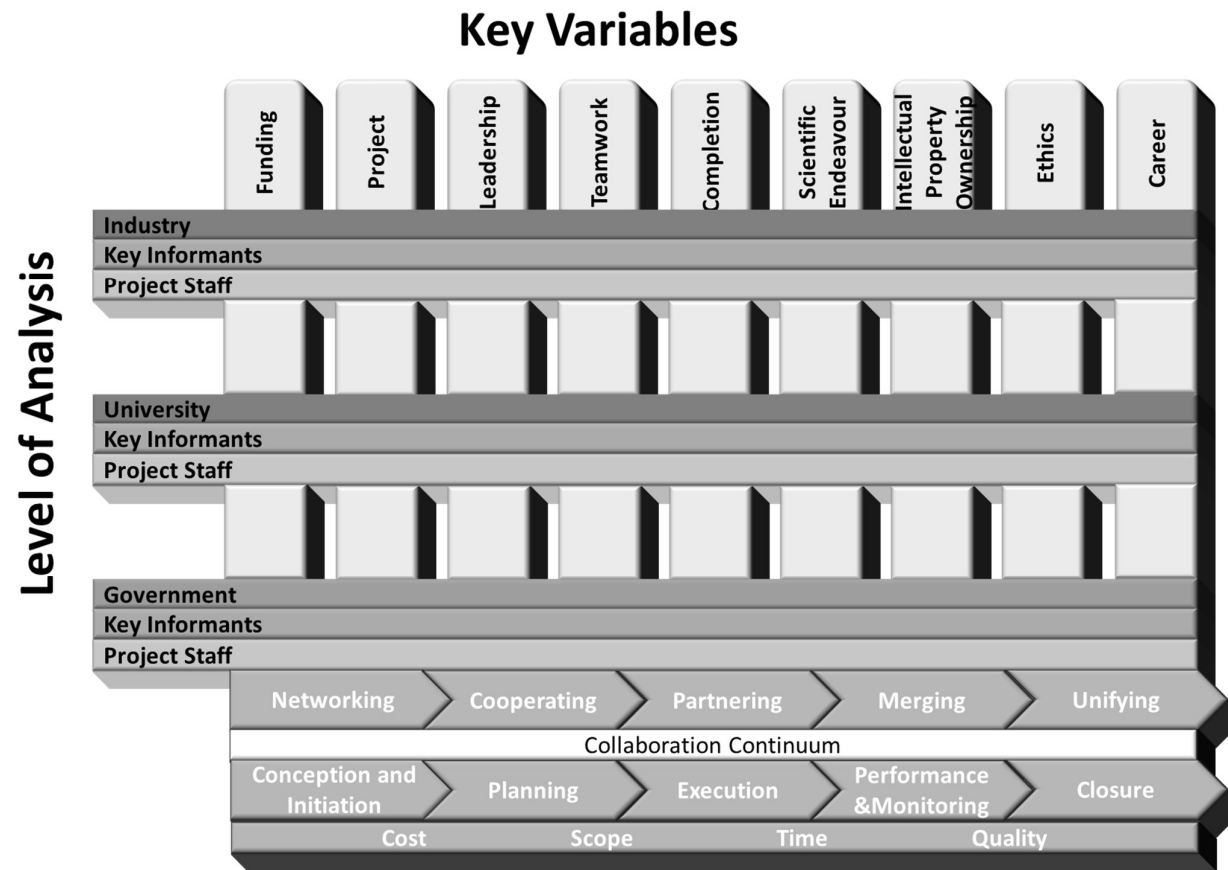 Key Variables
Funding
Project
Leadership
Teamwork
Completion
Scientific
Endeavour
Intellectual
Property
Ownership
Ethics
Career
Level of Analysis
Industry
Key Informants
Project Staff
University
Key Informants
Project Staff
Government
Key Informants
Project Staff
Networking
Cooperating
Partnering
Merging
Unifying
Collaboration Continuum
Conception and
Initiation
Planning
Execution
Performance
&Monitoring
Closure
Cost
Scope
Time
Quality